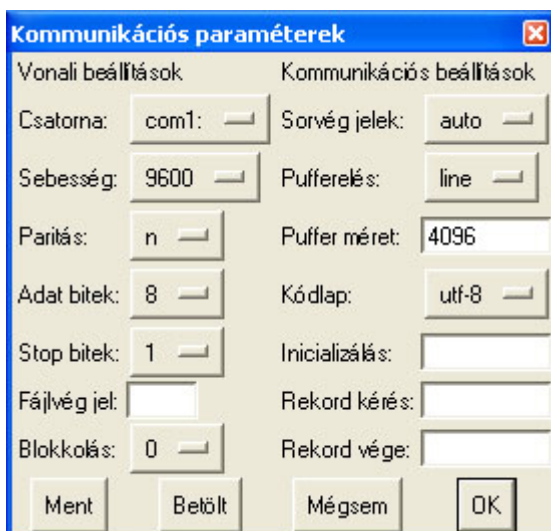 Kommunikációs paraméterek
Vonali beállítások Kommunikációs beállítások
Csatorna: com1: Sorvég jelek: auto
Sebesség: 9600 Pufferelés: line
Paritás: n Puffer méret: 4096
Adat bitek: 8 Kódlap: utf-8
Stop bitek: 1 Inicializálás:
Fájlvég jel: Rekord kérés:
Blokkolás: 0 Rekord vége:
Ment Betölt Mégsem OK